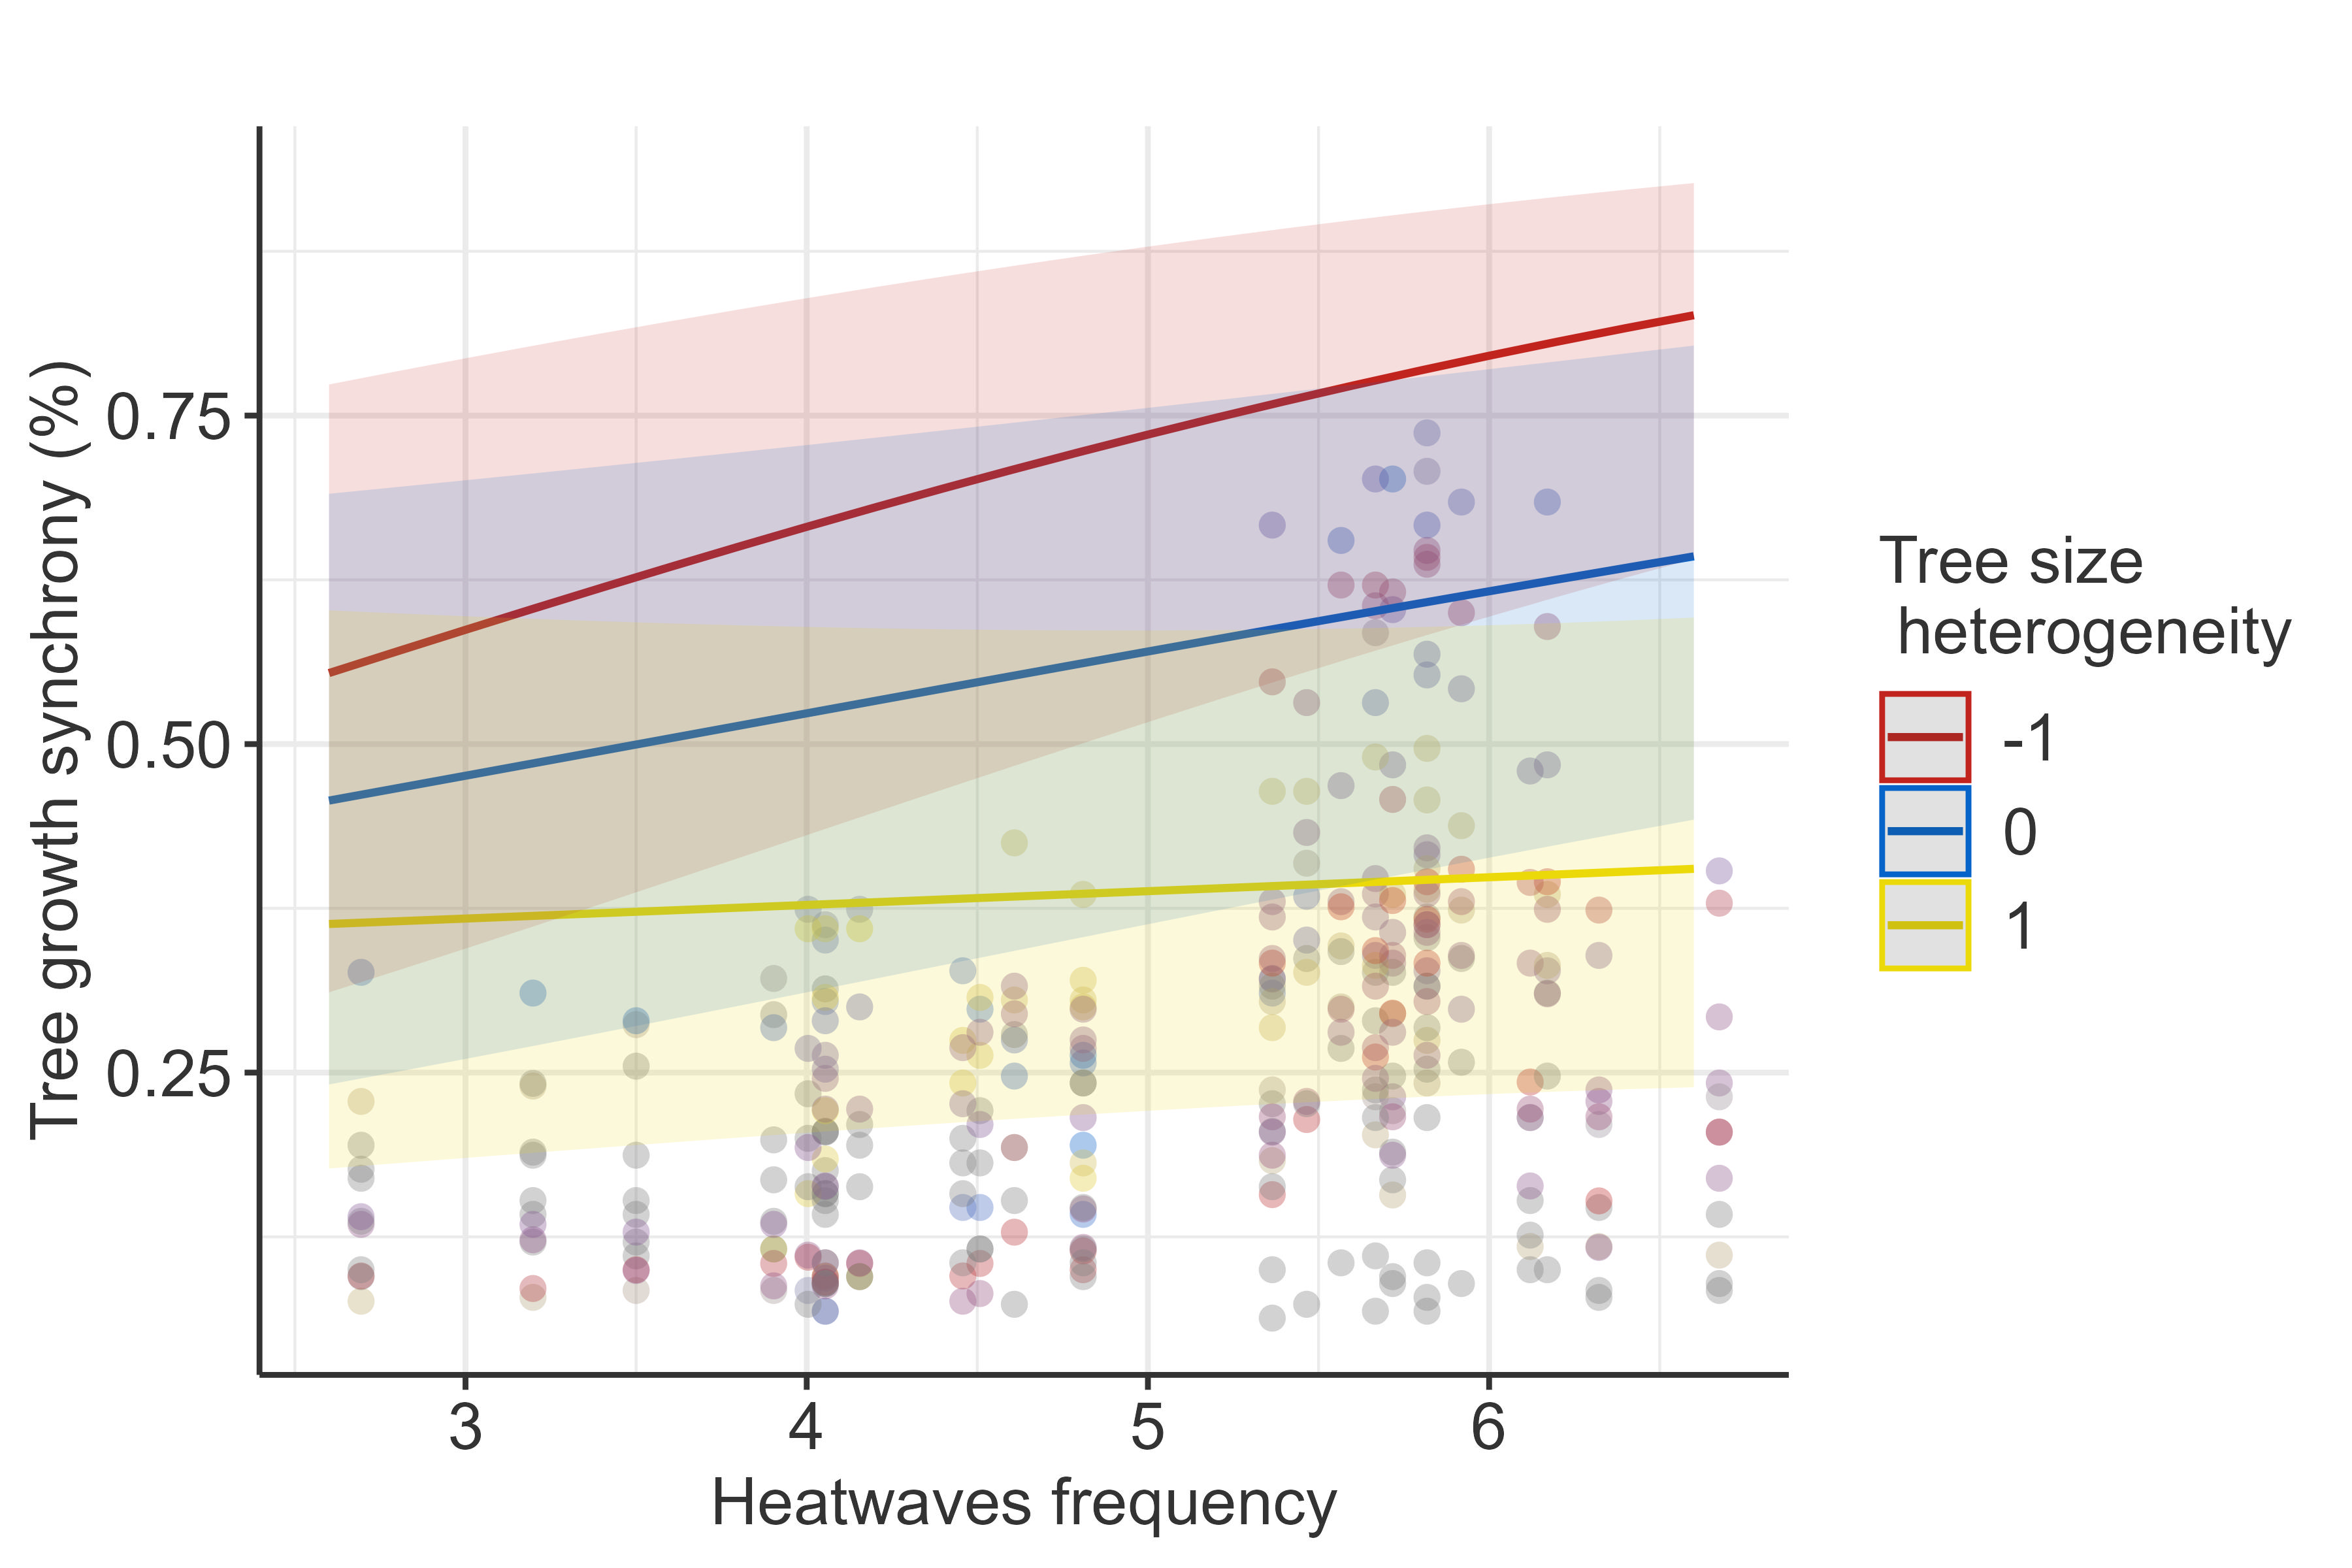 Tree growth synchrony (%)
0.75
0.50
0.25
3
4
5
6
Heatwaves frequency
Tree size
heterogeneity
-1
0
1